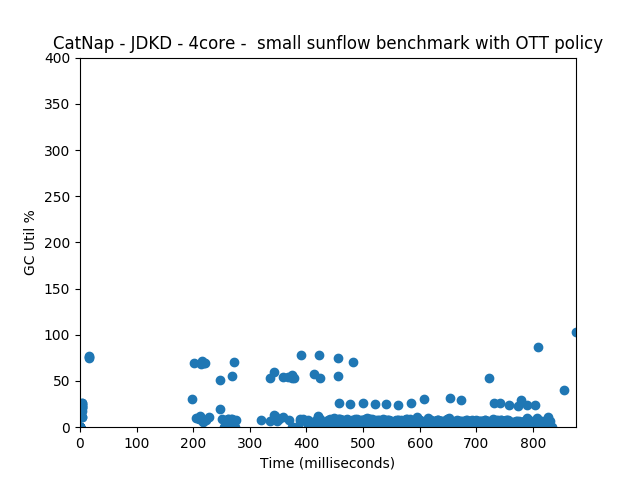 CatNap - JDKD - 4core -  small sunflow benchmark with OTT policy
400
350
300
250
200
150
100
50
0
GC Util %
0 100 200 300 400 500 600 700 800
Time (milliseconds)